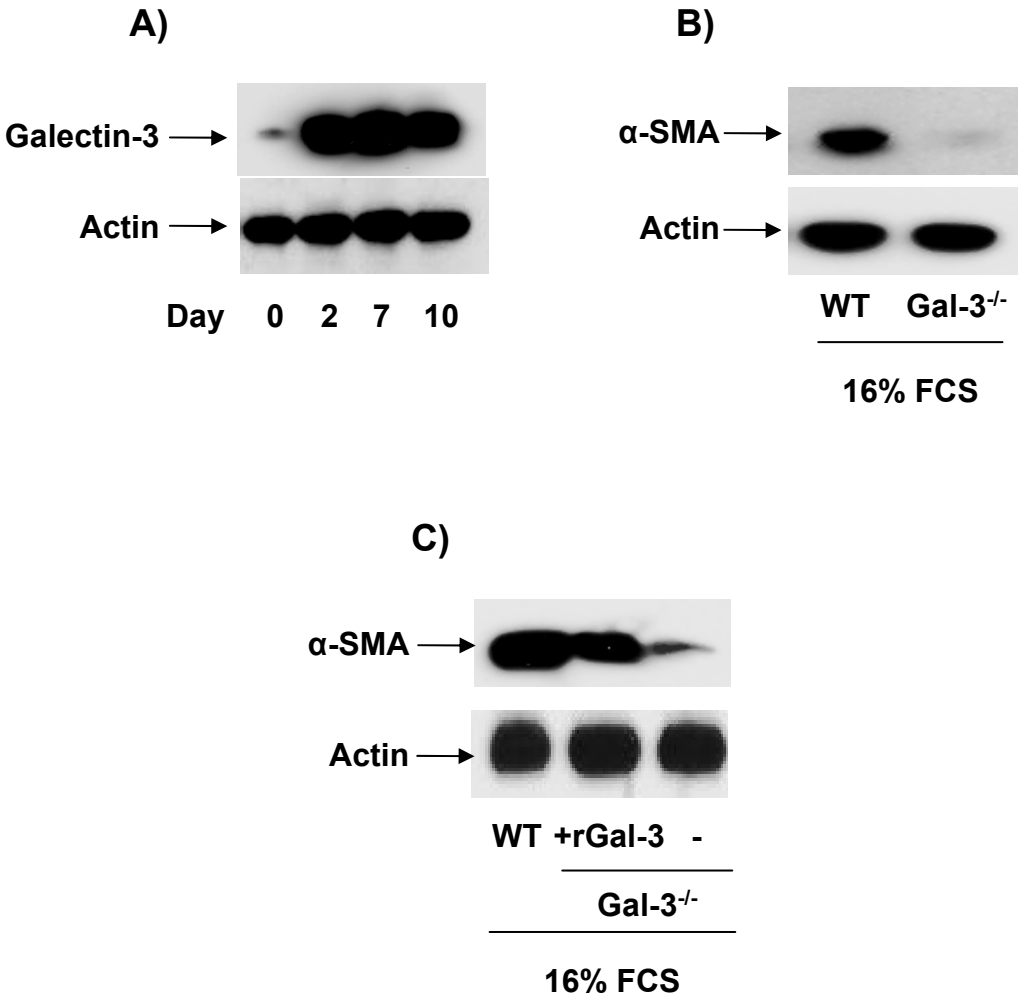 A)
Galectin-3
Actin
Day 0 2 7 10
B)
α-SMA
Actin
WT Gal-3-/-
16% FCS
C)
α-SMA
Actin
WT +rGal-3 -
Gal-3-/-
16% FCS